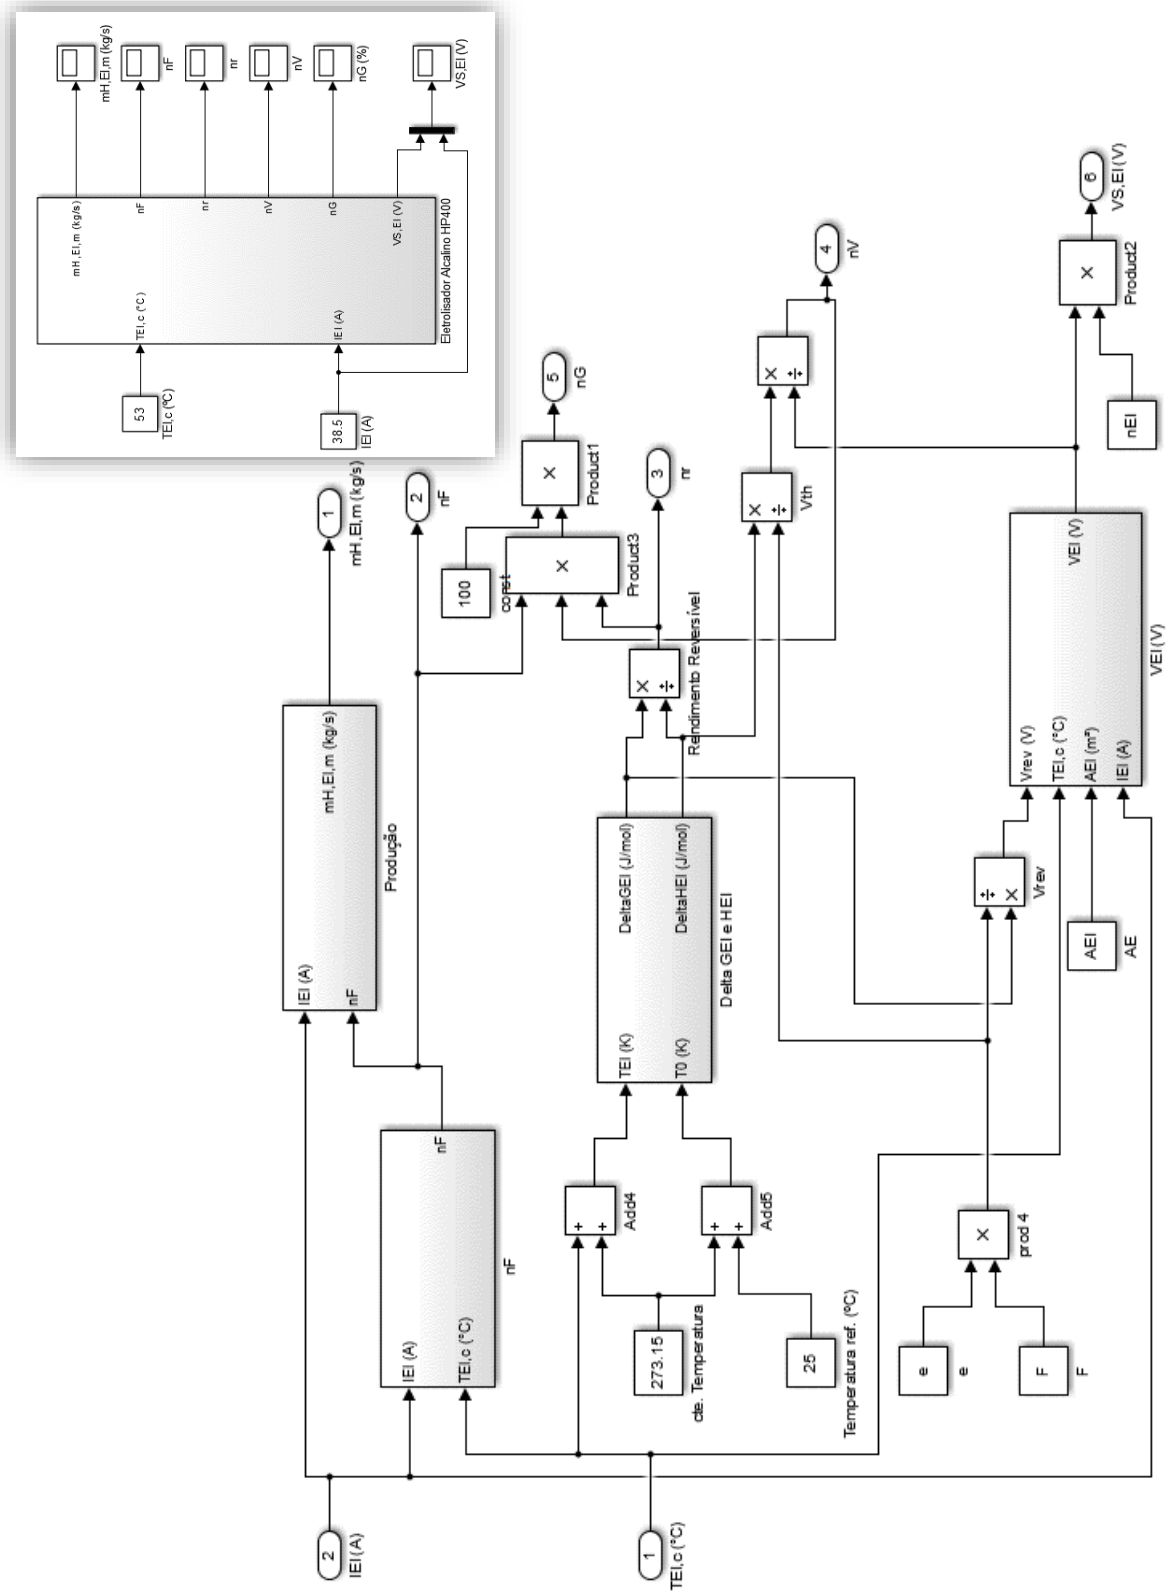 mH,El,m (kg/s)
nF
nr
nV
nG (%)
VS,El (V)
mH,El,m (kg/s)
nF
nr
nV
nG
VS,El (V)
TEl,c (°C)
IEl (A)
Eletrolisador Alcalino HP400
53
TEl,c (ºC)
38.5
IEl (A)
2
IEl (A)
1
TEl,c (°C)
IEl (A)
TEl,c (°C)
nF
nF
IEl (A)
nF
mH,El,m (kg/s)
Produção
1
mH,El,m (kg/s)
2
nF
273.15
cte. Temperatura
25
Temperatura ref. (ºC)
+
+
Add4
+
+
Add5
TEl (K)
T0 (K)
DeltaGEl (J/mol)
DeltaHEl (J/mol)
Delta GEl e HEl
×
÷
Rendimento Reversível
100
const
×
Product3
×
Product1
5
nG
3
nr
×
÷
Vth
×
÷
4
nV
e
e
F
F
×
prod 4
÷
×
Vrev
AEl
AE
Vrev (V)
TEl,c (°C)
AEl (m²)
IEl (A)
VEl (V)
VEl (V)
nEl
×
Product2
6
VS,El (V)